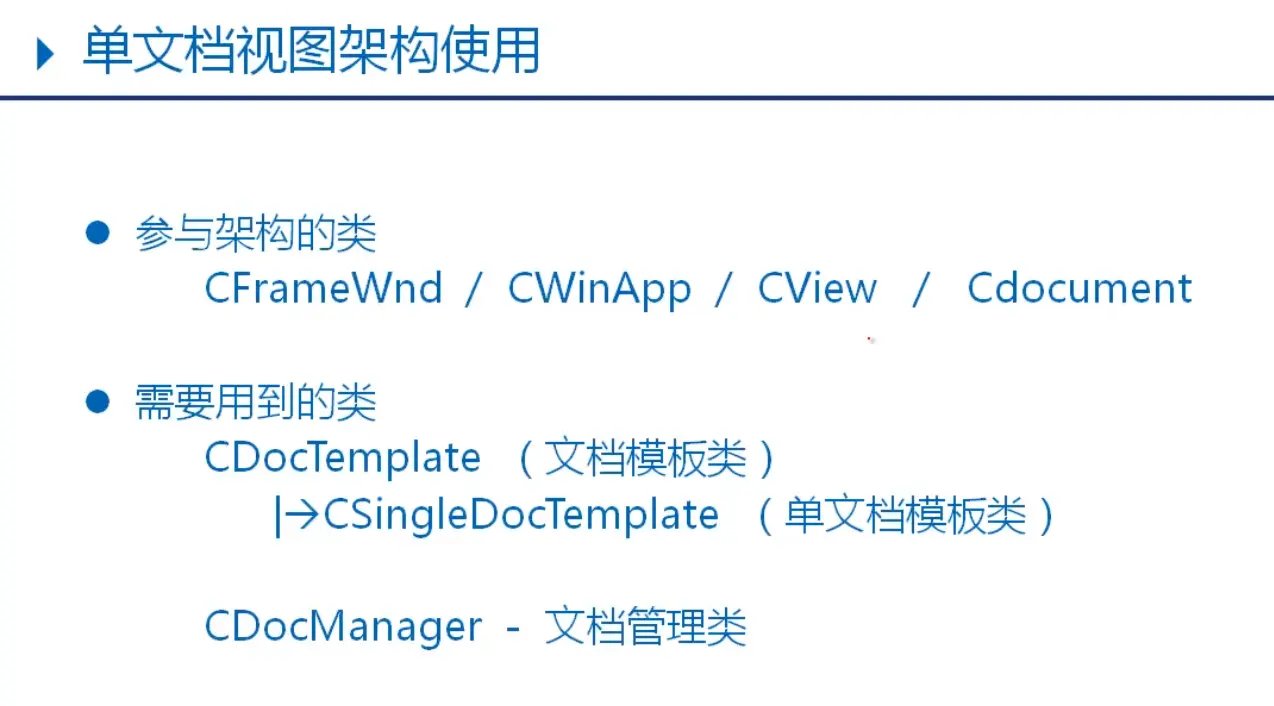 单文档视图架构使用
参与架构的类
CFrameWnd / CWinApp / CView / Cdocument
需要用到的类
CDocTemplate （文档模板类）
|→CSingleDocTemplate （单文档模板类）
CDocManager - 文档管理类